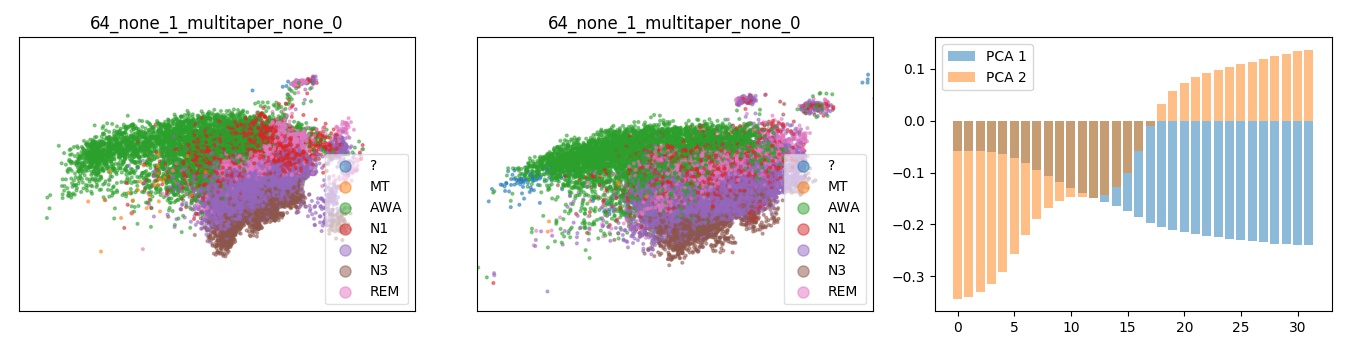 64_none_1_multitaper_none_0
?
MT
AWA
N1
N2
N3
REM
64_none_1_multitaper_none_0
?
MT
AWA
N1
N2
N3
REM
PCA 1
PCA 2
0.1
0.0
−0.1
−0.2
−0.3
0 5 10 15 20 25 30